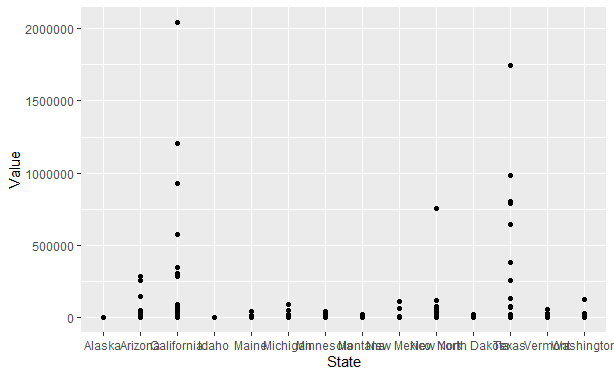 2000000
1500000
1000000
500000
0
Value
Alaska Arizona California Idaho Maine Michigan Minnesota Montana New Mexico New York North Dakota Texas Vermont Washington
State